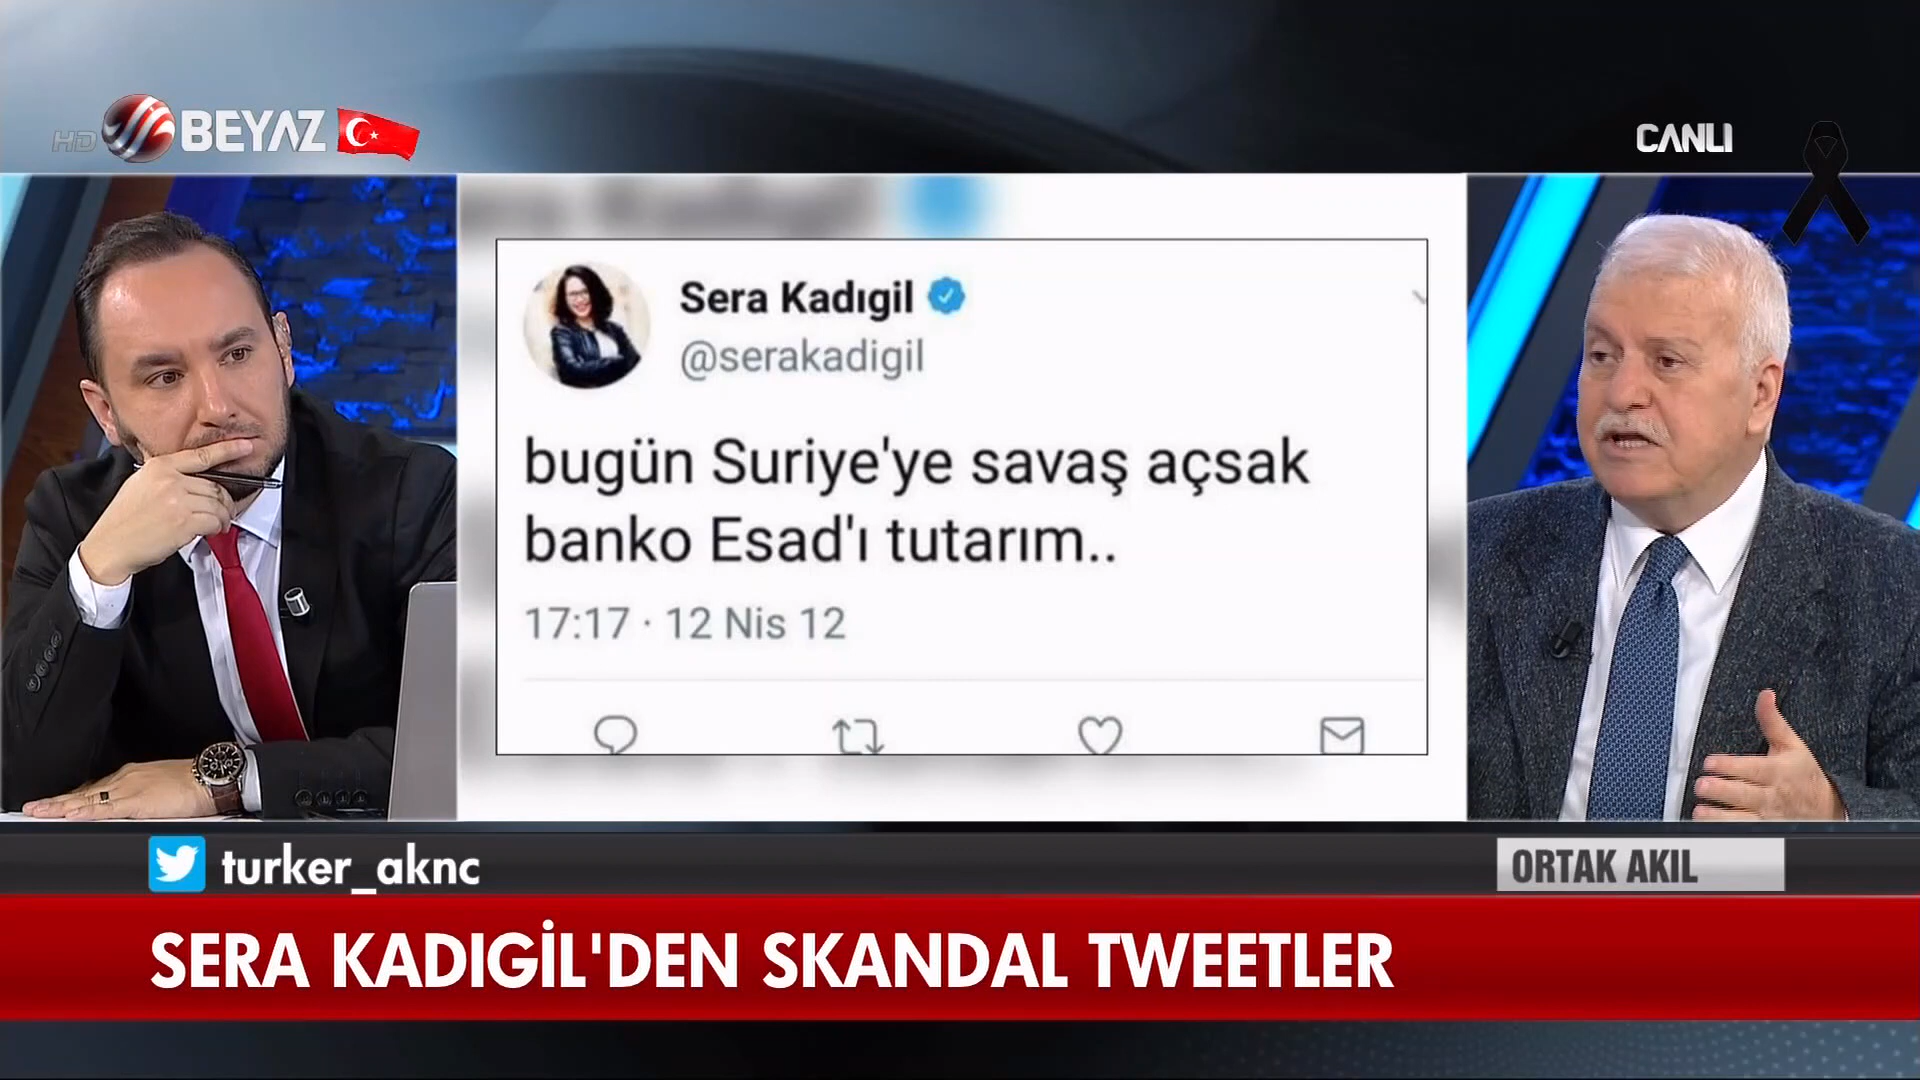 HD BEYAZ
CANLI
Sera Kadıgil
@serakadigil
bugün Suriye'ye savaş açsak
banko Esad'ı tutarım..
17:17 · 12 Nis 12
turker_aknc
ORTAK AKIL
SERA KADIGİL'DEN SKANDAL TWEETLER